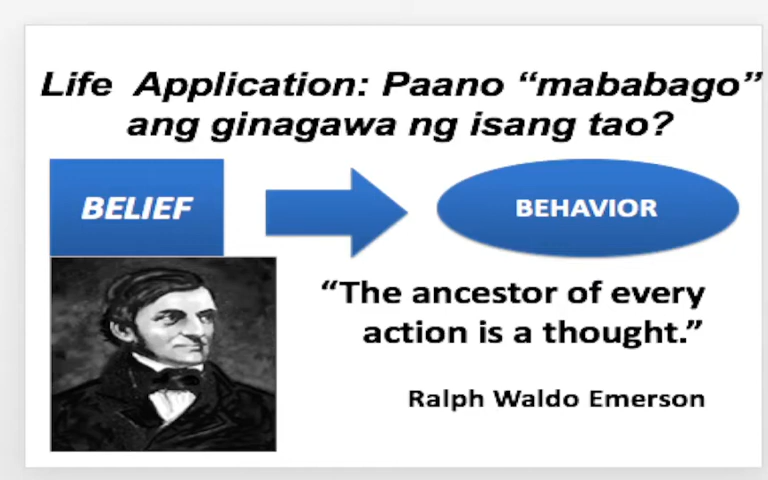 Life Application: Paano “mababago”
ang ginagawa ng isang tao?
BELIEF
BEHAVIOR
“The ancestor of every
action is a thought.”
Ralph Waldo Emerson